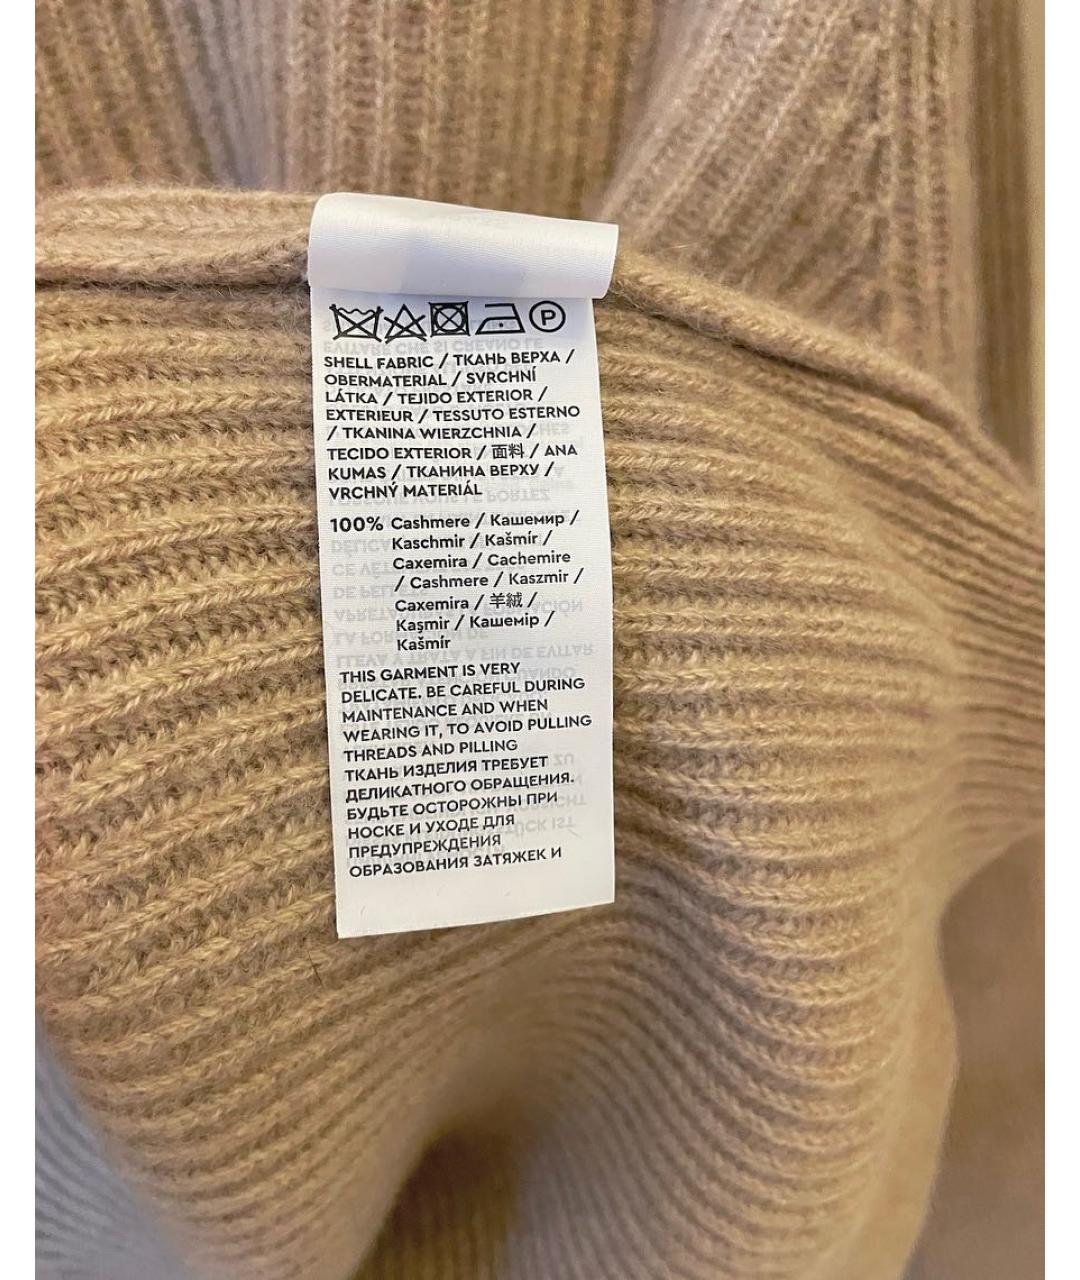 P
SHELL FABRIC / ТКАНЬ ВЕРХА /
OBERMATERIAL / SVRCHNÍ
LÁTKA / TEJIDO EXTERIOR /
EXTERIEUR / TESSUTO ESTERNO
/ TKANINA WIERZCHNIA /
TECIDO EXTERIOR / 面料 / ANA
KUMAS / ТКАНИНА ВЕРХУ /
VRCHNÝ MATERIÁL
100% Cashmere / Кашемир /
Kaschmir / Kašmír /
Caxemira / Cachemire
/ Cashmere / Kaszmir /
Caxemira / 羊絨 /
Kaşmir / Кашемір /
Kašmír
THIS GARMENT IS VERY
DELICATE. BE CAREFUL DURING
MAINTENANCE AND WHEN
WEARING IT, TO AVOID PULLING
THREADS AND PILLING
ТКАНЬ ИЗДЕЛИЯ ТРЕБУЕТ
ДЕЛИКАТНОГО ОБРАЩЕНИЯ.
БУДЬТЕ ОСТОРОЖНЫ ПРИ
НОСКЕ И УХОДЕ ДЛЯ
ПРЕДУПРЕЖДЕНИЯ
ОБРАЗОВАНИЯ ЗАТЯЖЕК И